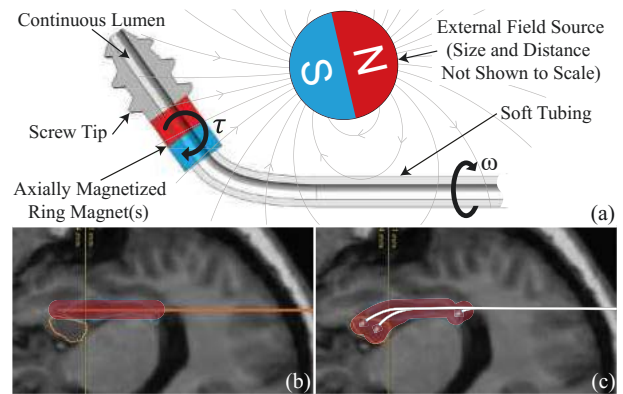 Continuous Lumen
External Field Source
(Size and Distance
Not Shown to Scale)
S
N
Screw Tip
τ
Soft Tubing
ω
Axially Magnetized
Ring Magnet(s)
(a)
(b)
(c)